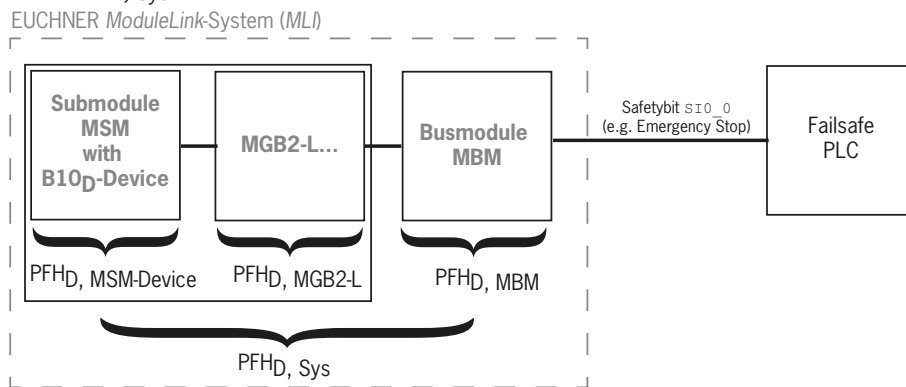 EUCHNER ModuleLink-System (MLI)
Submodule
MSM
with
B10D-Device
MGB2-L...
Busmodule
MBM
Safetybit SI0_0
(e.g. Emergency Stop)
Failsafe
PLC
PFHD, MSM-Device
PFHD, MGB2-L
PFHD, MBM
PFHD, Sys